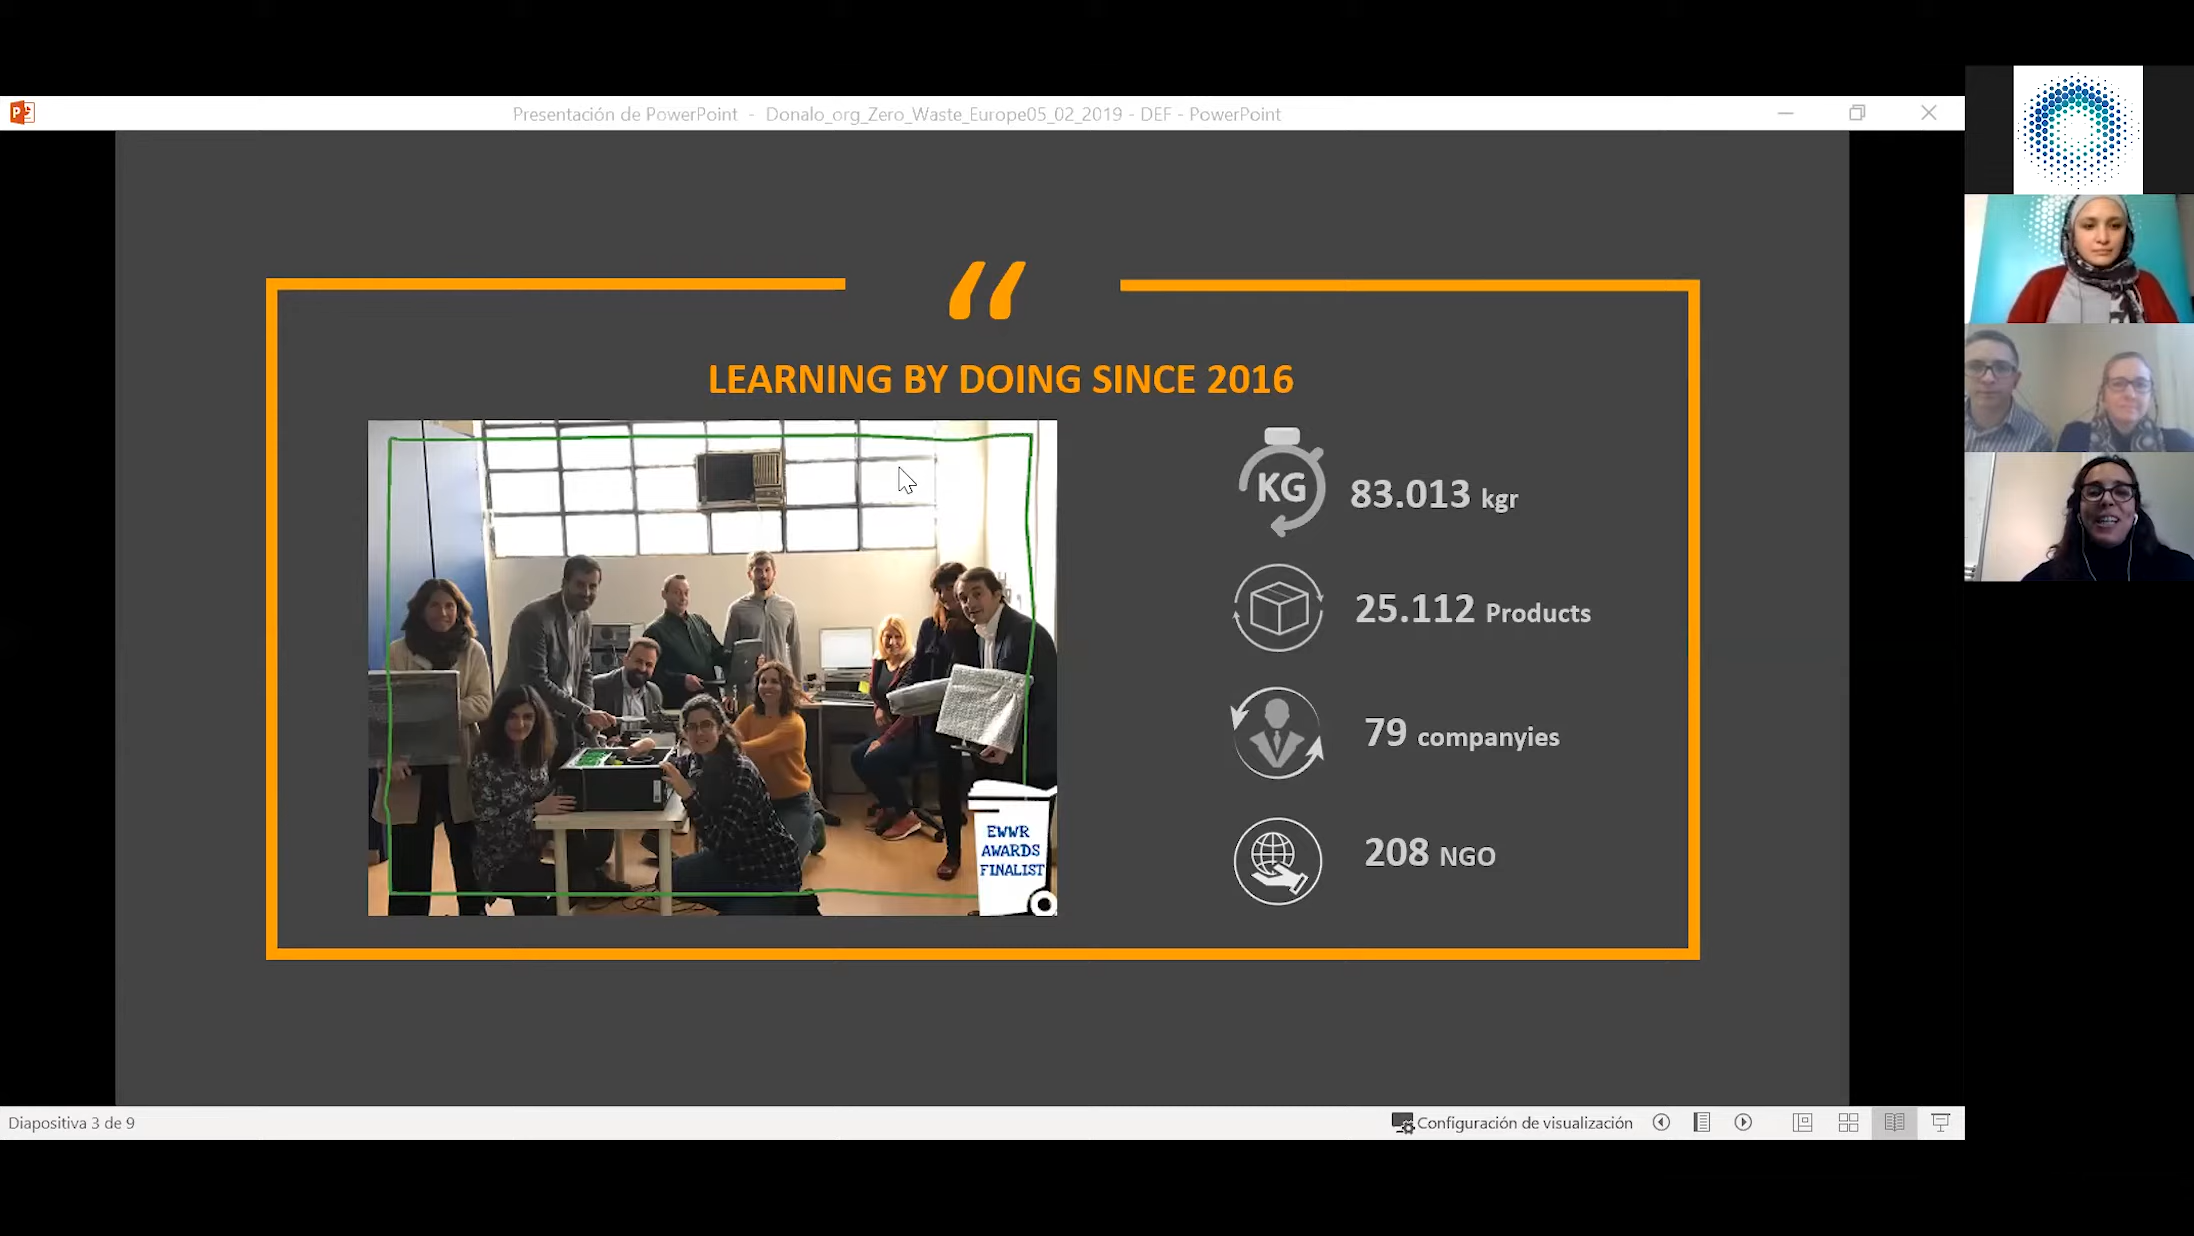 Presentación de PowerPoint - Donalo_org_Zero_Waste_Europe05_02_2019 - DEF - PowerPoint
“
LEARNING BY DOING SINCE 2016
KG
83.013 kgr
25.112 Products
79 companyies
208 NGO
EWWR
AWARDS
FINALIST
Diapositiva 3 de 9
Configuración de visualización